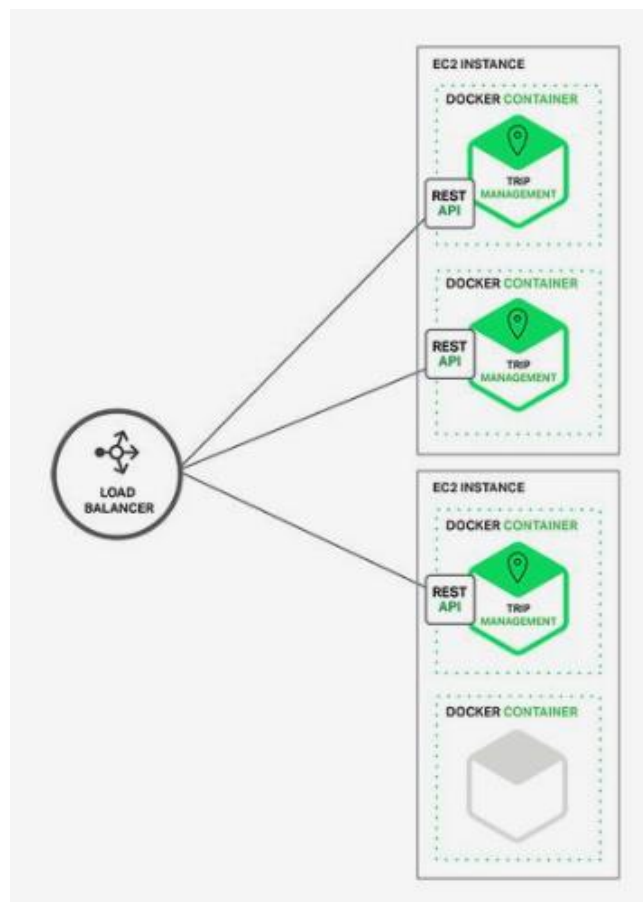 EC2 INSTANCE
DOCKER CONTAINER
TRIP
MANAGEMENT
REST
API
DOCKER CONTAINER
TRIP
MANAGEMENT
REST
API
LOAD
BALANCER
EC2 INSTANCE
DOCKER CONTAINER
TRIP
MANAGEMENT
REST
API
DOCKER CONTAINER